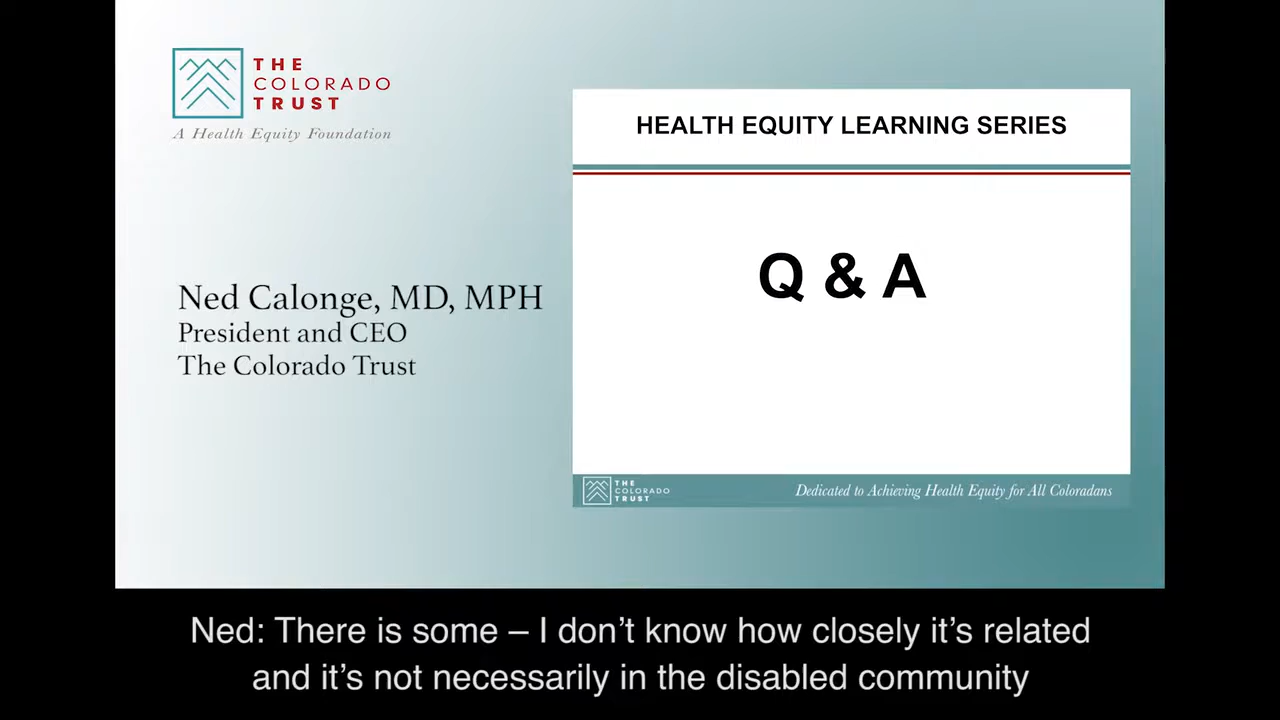 THE
COLORADO
TRUST
A Health Equity Foundation
Ned Calonge, MD, MPH
President and CEO
The Colorado Trust
HEALTH EQUITY LEARNING SERIES
Q & A
THE
COLORADO
TRUST
Dedicated to Achieving Health Equity for All Coloradans
Ned: There is some – I don’t know how closely it’s related
and it’s not necessarily in the disabled community